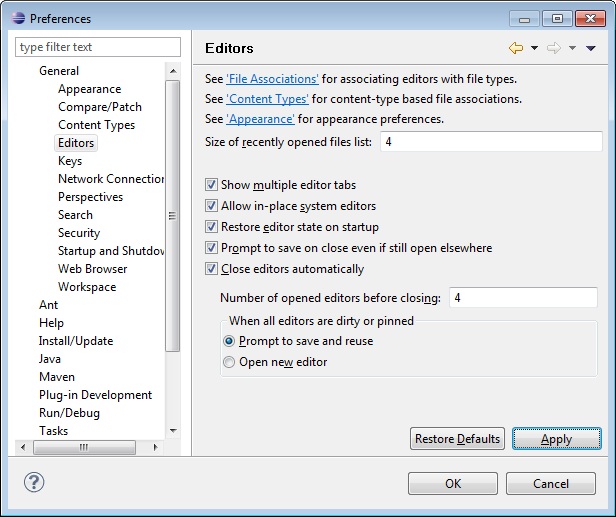 Preferences
type filter text
General
Appearance
Compare/Patch
Content Types
Editors
Keys
Network Connection
Perspectives
Search
Security
Startup and Shutdov
Web Browser
Workspace
Ant
Help
Install/Update
Java
Maven
Plug-in Development
Run/Debug
Tasks
Editors
See 'File Associations' for associating editors with file types.
See 'Content Types' for content-type based file associations.
See 'Appearance' for appearance preferences.
Size of recently opened files list: 4
Show multiple editor tabs
Allow in-place system editors
Restore editor state on startup
Prompt to save on close even if still open elsewhere
Close editors automatically
Number of opened editors before closing: 4
When all editors are dirty or pinned
Prompt to save and reuse
Open new editor
Restore Defaults Apply
? OK Cancel